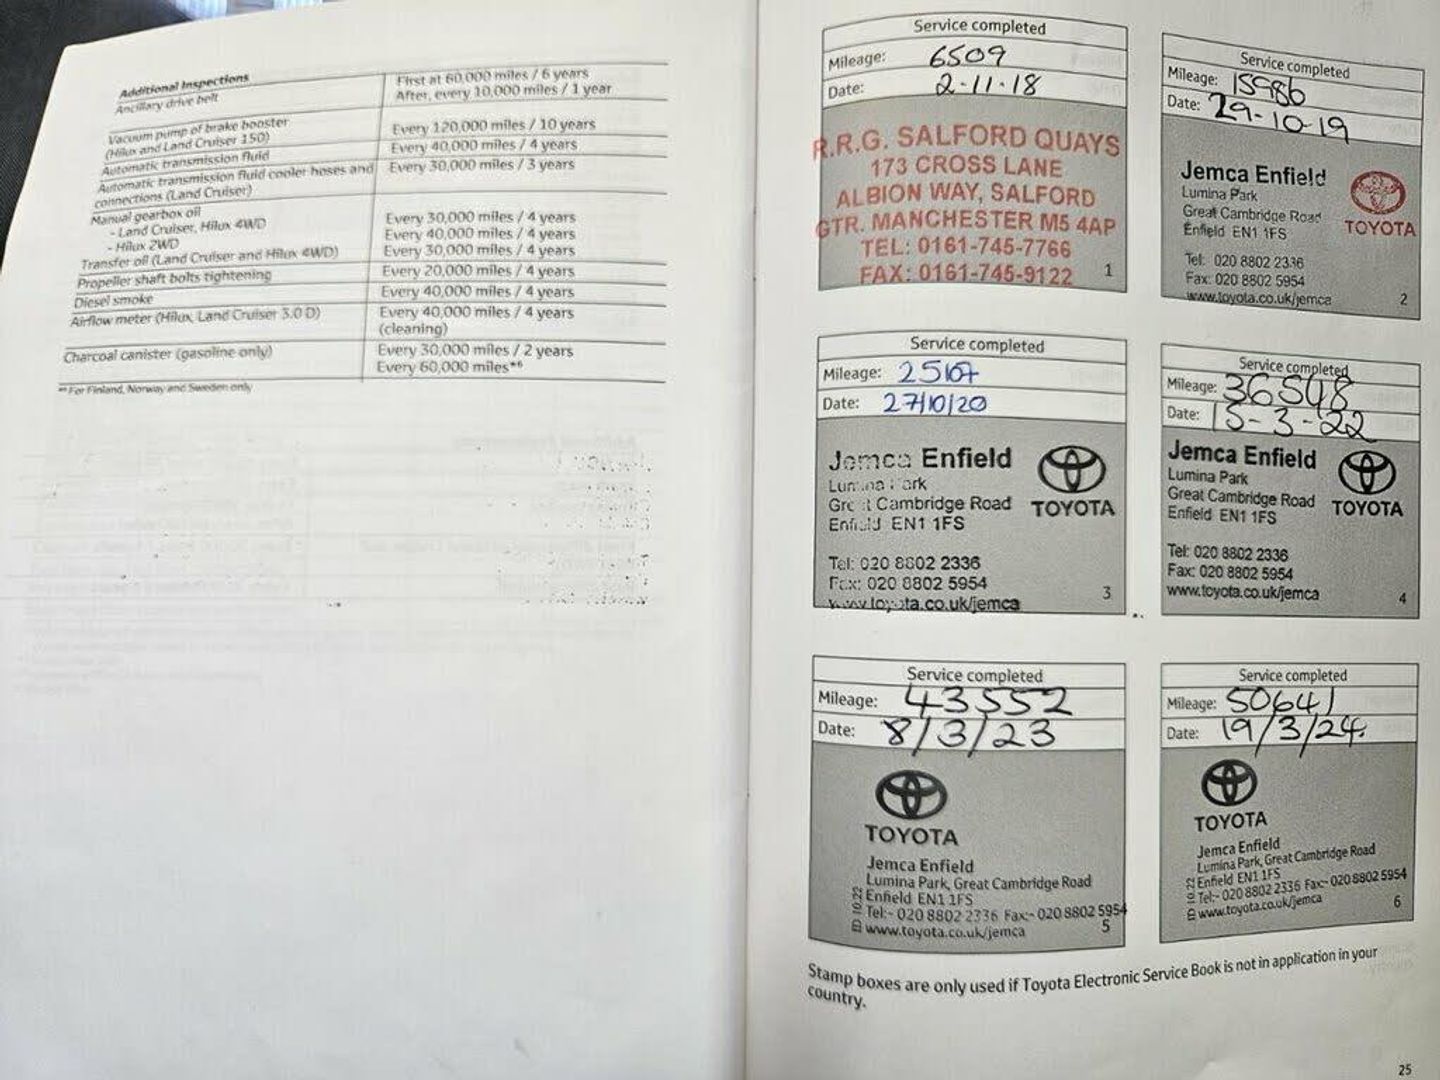 Additional Inspections
Ancillary drive belt
First at 60,000 miles / 6 years
After, every 10,000 miles / 1 year
Vacuum pump of brake booster
(Hilux and Land Cruiser 150)
Every 120,000 miles / 10 years
Automatic transmission fluid
Every 40,000 miles / 4 years
Automatic transmission fluid cooler hoses and
connections (Land Cruiser)
Every 30,000 miles / 3 years
Manual gearbox oil
- Land Cruiser, Hilux 4WD
- Hilux 2WD
Every 30,000 miles / 4 years
Every 40,000 miles / 4 years
Transfer oil (Land Cruiser and Hilux 4WD)
Every 30,000 miles / 4 years
Propeller shaft bolts tightening
Every 20,000 miles / 4 years
Diesel smoke
Every 40,000 miles / 4 years
Airflow meter (Hilux, Land Cruiser 3.0 D)
Every 40,000 miles / 4 years
(cleaning)
Charcoal canister (gasoline only)
Every 30,000 miles / 2 years
Every 60,000 miles*⁶
For Finland, Norway and Sweden only
Service completed
Mileage: 6509
Date: 2-11-18
R.R.G. SALFORD QUAYS
173 CROSS LANE
ALBION WAY, SALFORD
GTR. MANCHESTER M5 4AP
TEL: 0161-745-7766
FAX: 0161-745-9122
1
Service completed
Mileage: 15986
Date: 29-10-19
Jemca Enfield
Lumina Park
Great Cambridge Road
Enfield EN1 1FS
TOYOTA
Tel: 020 8802 2336
Fax: 020 8802 5954
www.toyota.co.uk/jemca
2
Service completed
Mileage: 25167
Date: 27/10/20
Jemca Enfield
Lumina Park
Great Cambridge Road
Enfield EN1 1FS
TOYOTA
Tel: 020 8802 2336
Fax: 020 8802 5954
www.toyota.co.uk/jemca
3
Service completed
Mileage: 36548
Date: 15-3-22
Jemca Enfield
Lumina Park
Great Cambridge Road
Enfield EN1 1FS
TOYOTA
Tel: 020 8802 2336
Fax: 020 8802 5954
www.toyota.co.uk/jemca
4
Service completed
Mileage: 43552
Date: 8/3/23
TOYOTA
Jemca Enfield
Lumina Park, Great Cambridge Road
Enfield EN1 1FS
Tel:- 020 8802 2336 Fax:- 020 8802 5954
www.toyota.co.uk/jemca
5
Service completed
Mileage: 50641
Date: 19/3/24
TOYOTA
Jemca Enfield
Lumina Park, Great Cambridge Road
Enfield EN1 1FS
Tel:- 020 8802 2336 Fax:- 020 8802 5954
www.toyota.co.uk/jemca
6
Stamp boxes are only used if Toyota Electronic Service Book is not in application in your
country.
25